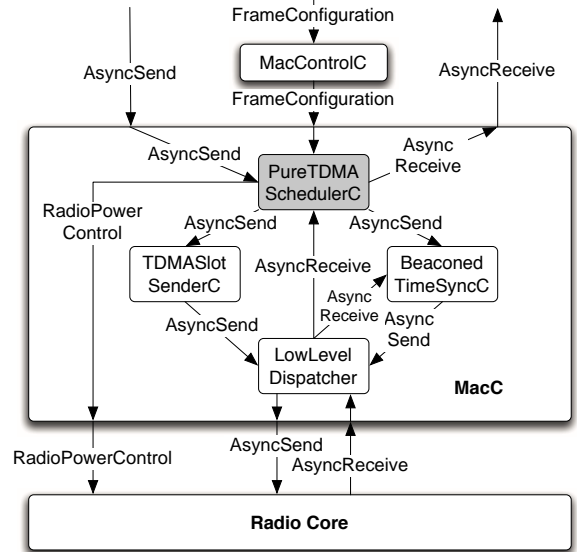 FrameConfiguration
MacControlC
AsyncSend
AsyncReceive
FrameConfiguration
AsyncSend
Async
Receive
PureTDMA
SchedulerC
RadioPower
Control
AsyncSend
AsyncSend
TDMASlot
SenderC
AsyncReceive
Beaconed
TimeSyncC
Async
Receive
AsyncSend
Async
Send
LowLevel
Dispatcher
MacC
AsyncSend
RadioPowerControl
AsyncReceive
Radio Core